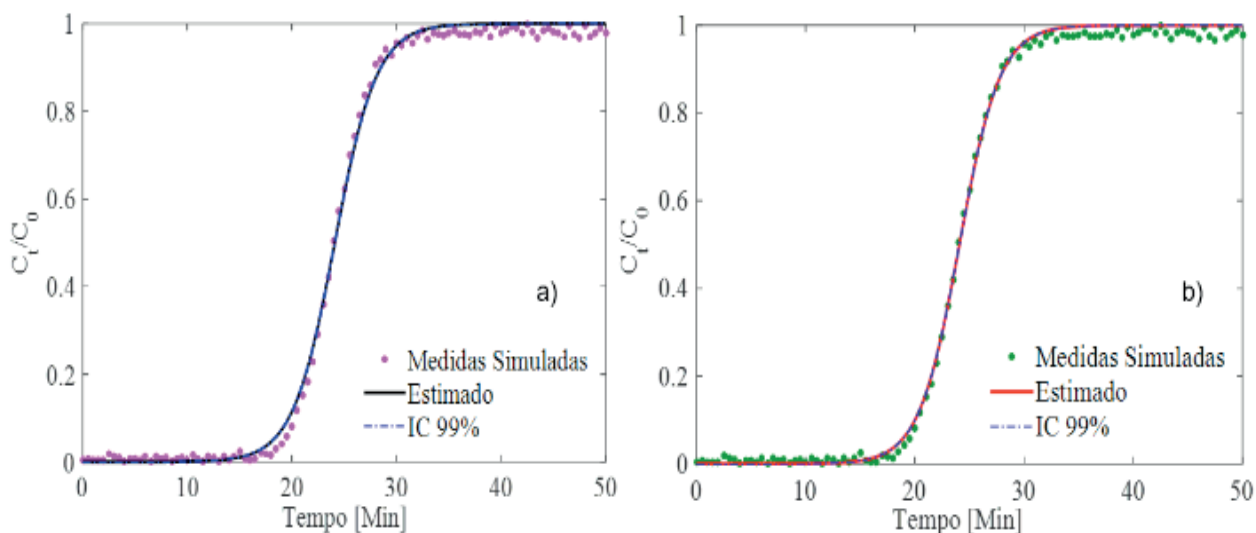 1
0.8
0.6
0.4
0.2
0
C_t/C_o
a)
Medidas Simuladas
Estimado
IC 99%
0 10 20 30 40 50
Tempo [Min]
1
0.8
0.6
0.4
0.2
0
C_t/C_o
b)
Medidas Simuladas
Estimado
IC 99%
0 10 20 30 40 50
Tempo [Min]